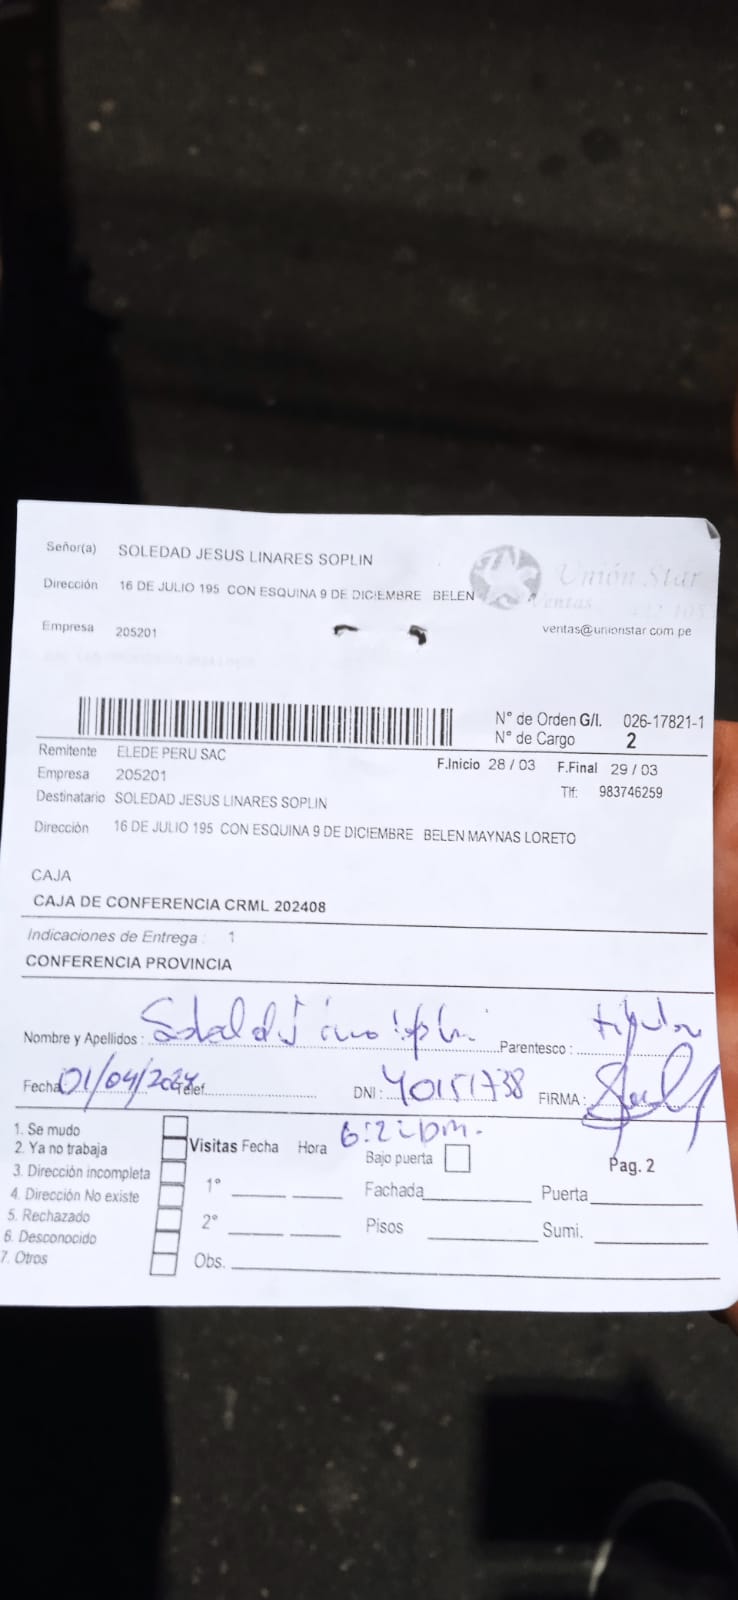 Señor(a) SOLEDAD JESUS LINARES SOPLIN
Dirección 16 DE JULIO 195 CON ESQUINA 9 DE DICIEMBRE BELEN
Unión Star
Ventas
Empresa 205201
ventas@unionstar.com.pe
N° de Orden G/I. 026-17821-1
N° de Cargo 2
Remitente ELEDE PERU SAC
F.Inicio 28 / 03 F.Final 29 / 03
Empresa 205201
Tlf: 983746259
Destinatario SOLEDAD JESUS LINARES SOPLIN
Dirección 16 DE JULIO 195 CON ESQUINA 9 DE DICIEMBRE BELEN MAYNAS LORETO
CAJA
CAJA DE CONFERENCIA CRML 202408
Indicaciones de Entrega : 1
CONFERENCIA PROVINCIA
Nombre y Apellidos : Parentesco : titular
Fecha 01/04/2024 Telef. DNI : 40151738 FIRMA :
1. Se mudo
2. Ya no trabaja
3. Dirección incompleta
4. Dirección No existe
5. Rechazado
6. Desconocido
7. Otros
Visitas Fecha Hora 6:22pm.
Bajo puerta
Pag. 2
1° Fachada Puerta
2° Pisos Sumi.
Obs.